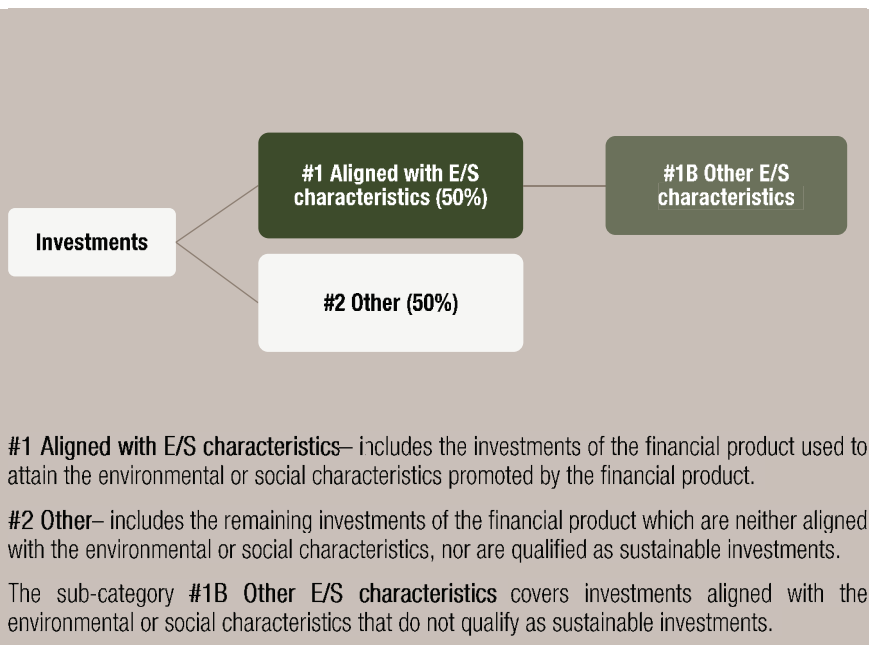 #1 Aligned with E/S
characteristics (50%)
#1B Other E/S
characteristics
Investments
#2 Other (50%)
#1 Aligned with E/S characteristics– includes the investments of the financial product used to
attain the environmental or social characteristics promoted by the financial product.
#2 Other– includes the remaining investments of the financial product which are neither aligned
with the environmental or social characteristics, nor are qualified as sustainable investments.
The sub-category #1B Other E/S characteristics covers investments aligned with the
environmental or social characteristics that do not qualify as sustainable investments.